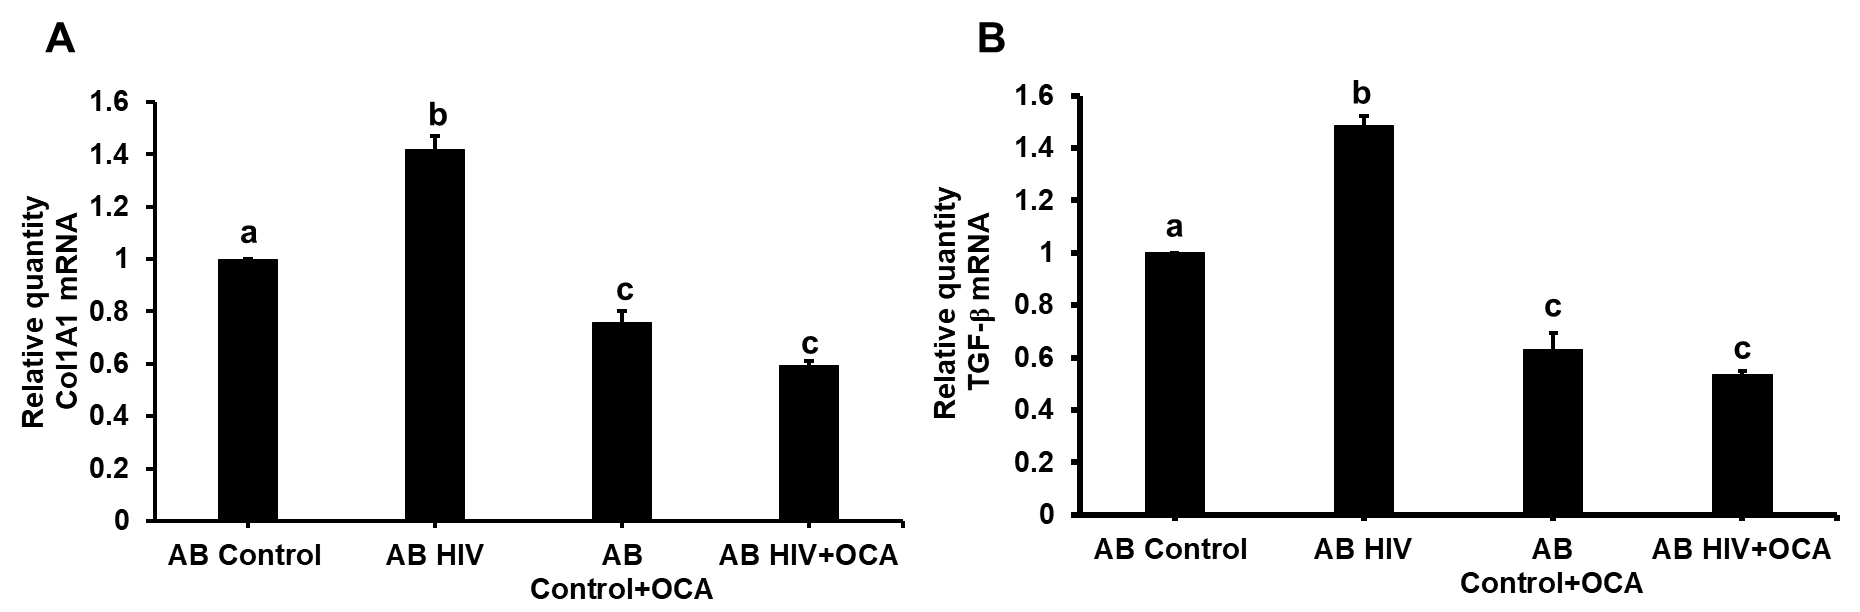 A
Relative quantity
Col1A1 mRNA
1.6
1.4
1.2
1
0.8
0.6
0.4
0.2
0
a
b
c
c
AB Control
AB HIV
AB
Control+OCA
AB HIV+OCA
B
Relative quantity
TGF-β mRNA
1.6
1.4
1.2
1
0.8
0.6
0.4
0.2
0
a
b
c
c
AB Control
AB HIV
AB
Control+OCA
AB HIV+OCA